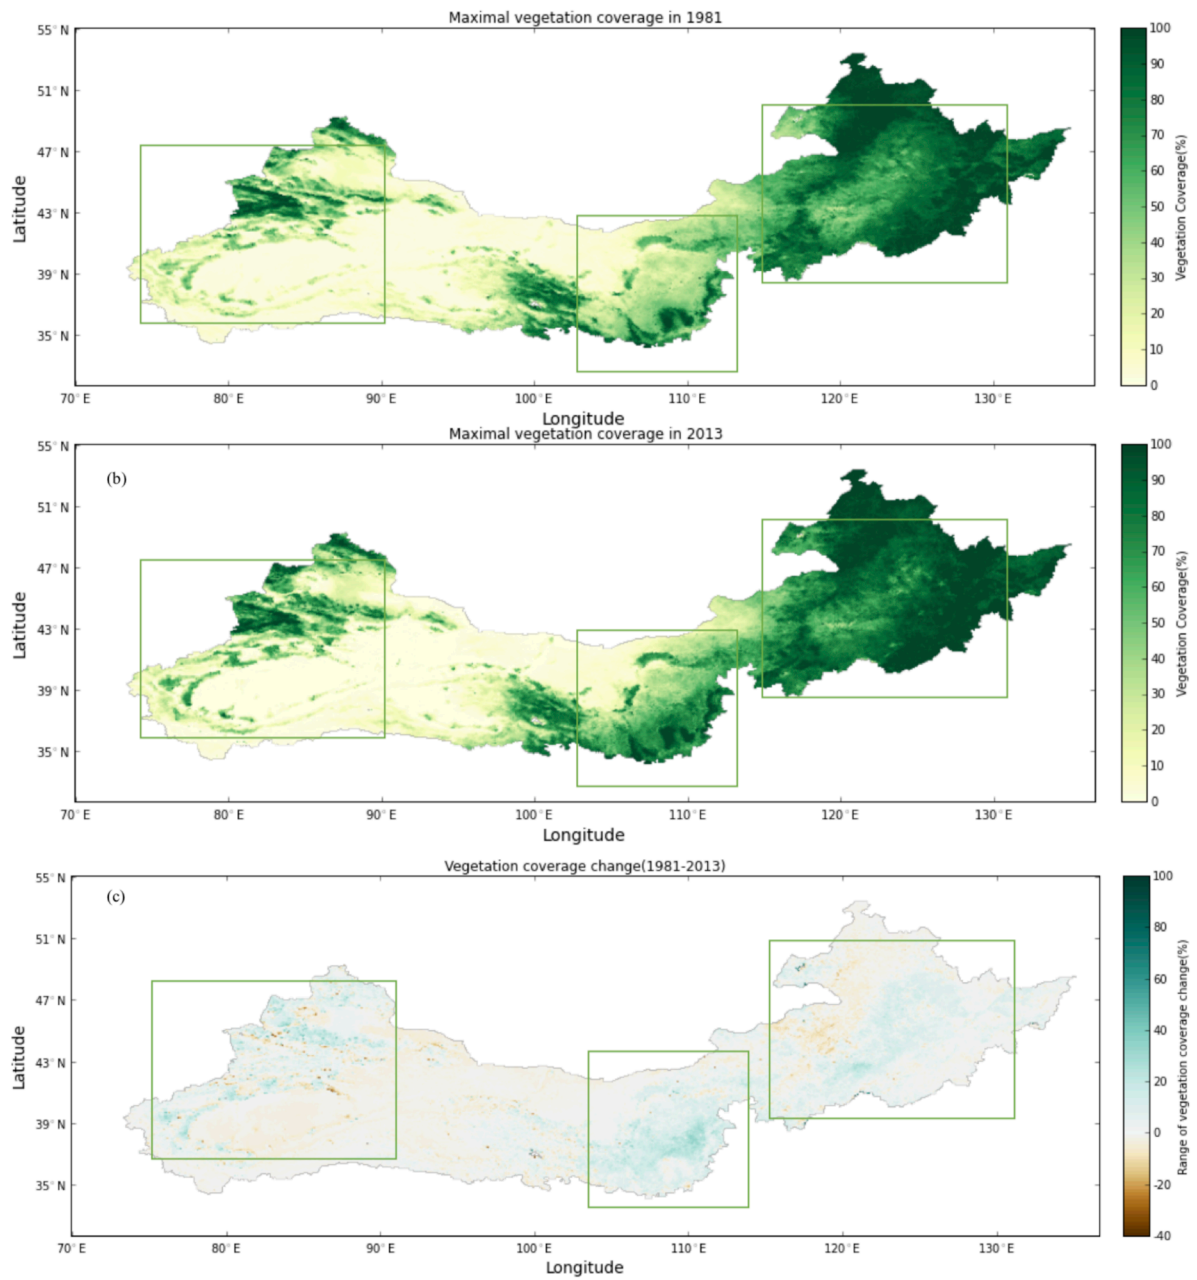 Maximal vegetation coverage in 1981
55° N
51° N
47° N
43° N
39° N
35° N
Latitude
70° E 80° E 90° E 100° E 110° E 120° E 130° E
Longitude
100
90
80
70
60
50
40
30
20
10
0
Vegetation Coverage(%)
Maximal vegetation coverage in 2013
(b)
55° N
51° N
47° N
43° N
39° N
35° N
Latitude
70° E 80° E 90° E 100° E 110° E 120° E 130° E
Longitude
100
90
80
70
60
50
40
30
20
10
0
Vegetation Coverage(%)
Vegetation coverage change(1981-2013)
(c)
55° N
51° N
47° N
43° N
39° N
35° N
Latitude
70° E 80° E 90° E 100° E 110° E 120° E 130° E
Longitude
100
80
60
40
20
0
-20
-40
Range of vegetation coverage change(%)